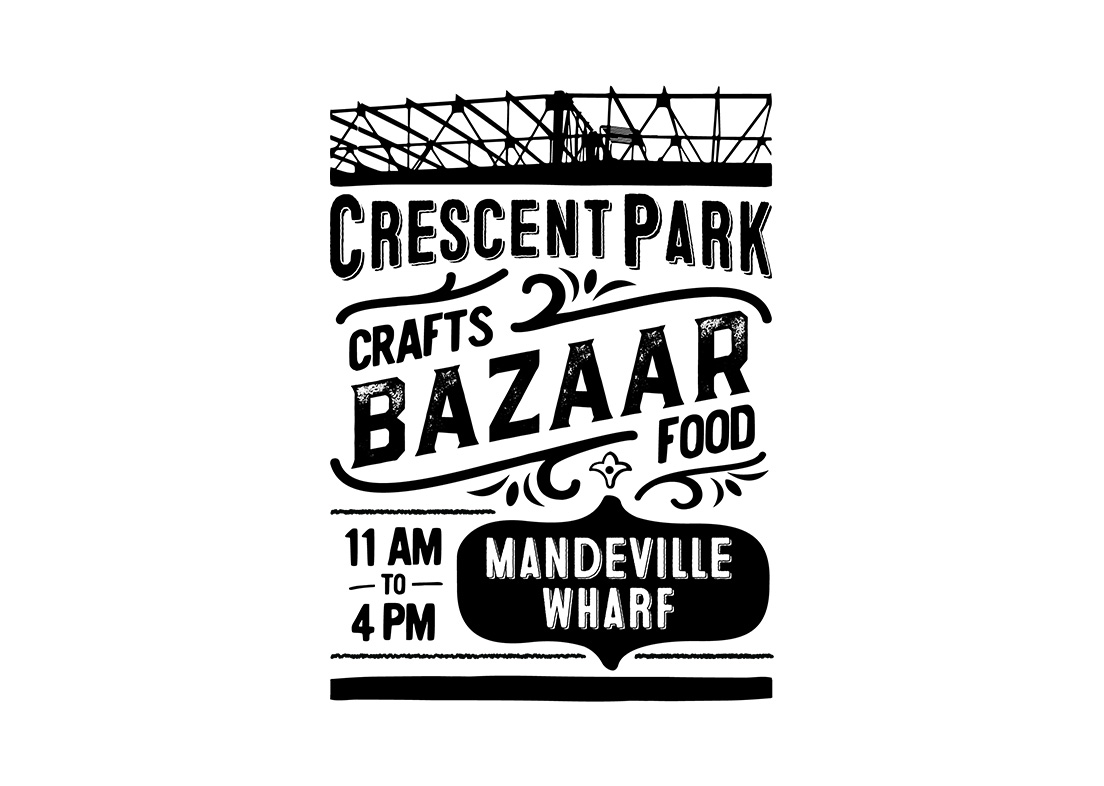 CRESCENT PARK
CRAFTS
BAZAAR
FOOD
11 AM
TO
4 PM
MANDEVILLE
WHARF